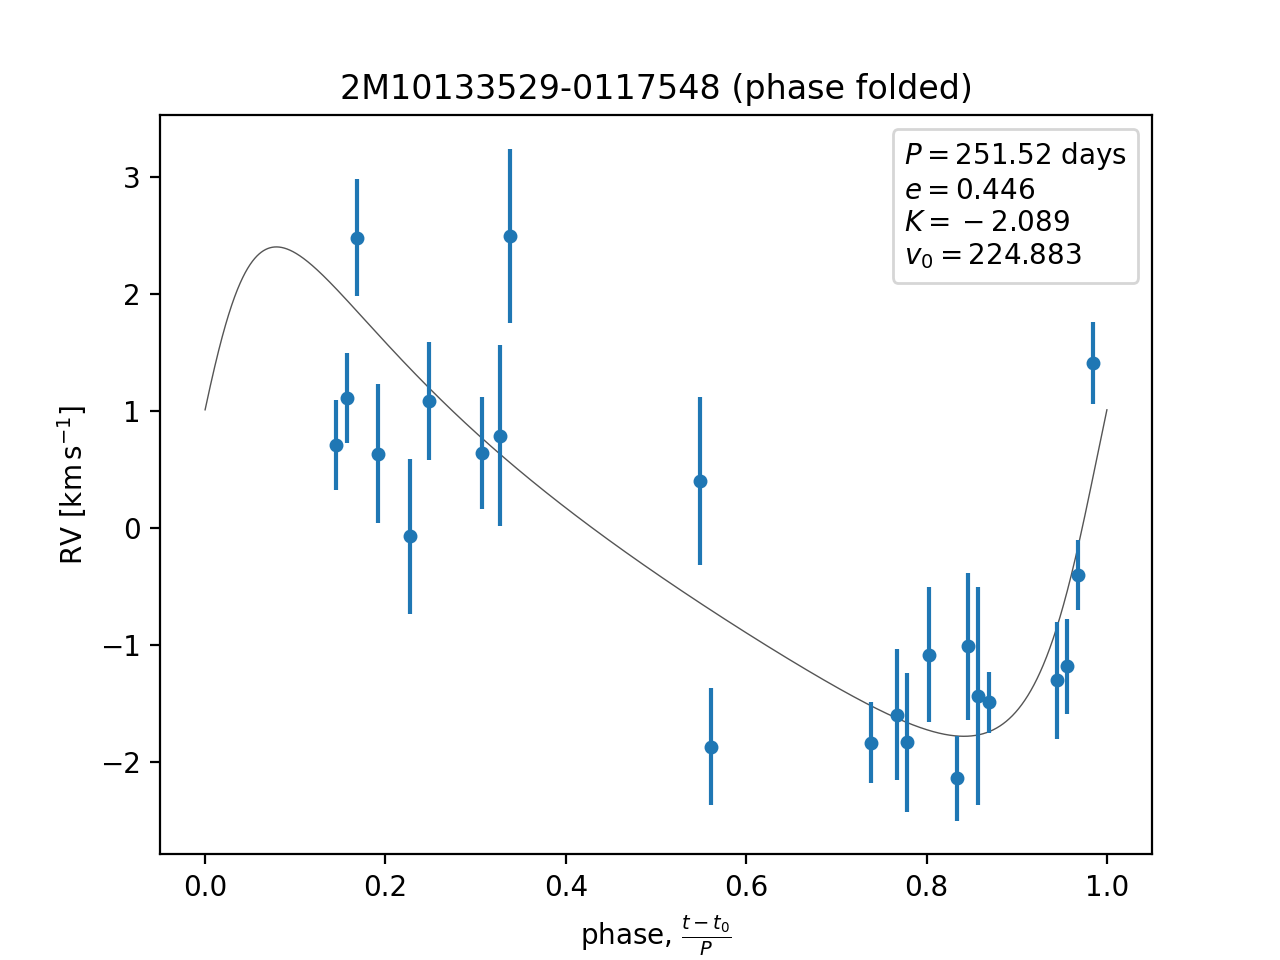 2M10133529-0117548 (phase folded)
P = 251.52 days
e = 0.446
K = −2.089
v₀ = 224.883
3
2
1
0
−1
−2
RV [km s⁻¹]
0.0 0.2 0.4 0.6 0.8 1.0
phase, (t − t₀)/P